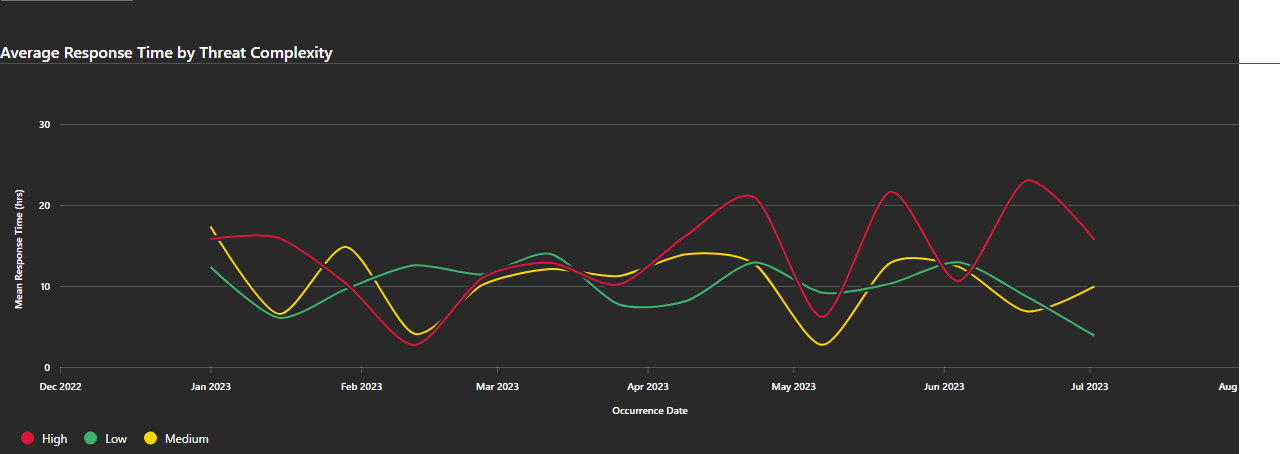 Average Response Time by Threat Complexity
30
20
10
0
Mean Response Time (hrs)
Dec 2022 Jan 2023 Feb 2023 Mar 2023 Apr 2023 May 2023 Jun 2023 Jul 2023 Aug
Occurrence Date
High Low Medium